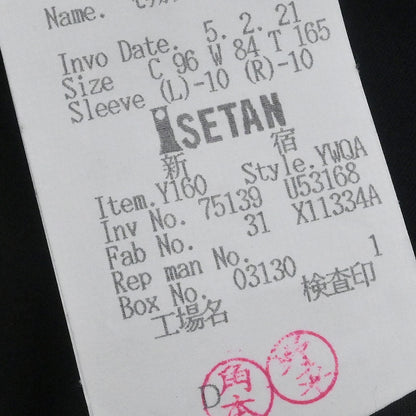 Name.
Invo Date. 5. 2. 21
Size C 96 W 84 T 165
Sleeve (L)-10 (R)-10
ISETAN
新 宿
Item. Y160 Style. YWQA
Inv No. 75139 U53168
Fab No. 31 X11334A
Rep man No. 1
Box No. 03130
工場名 検査印
D
角本